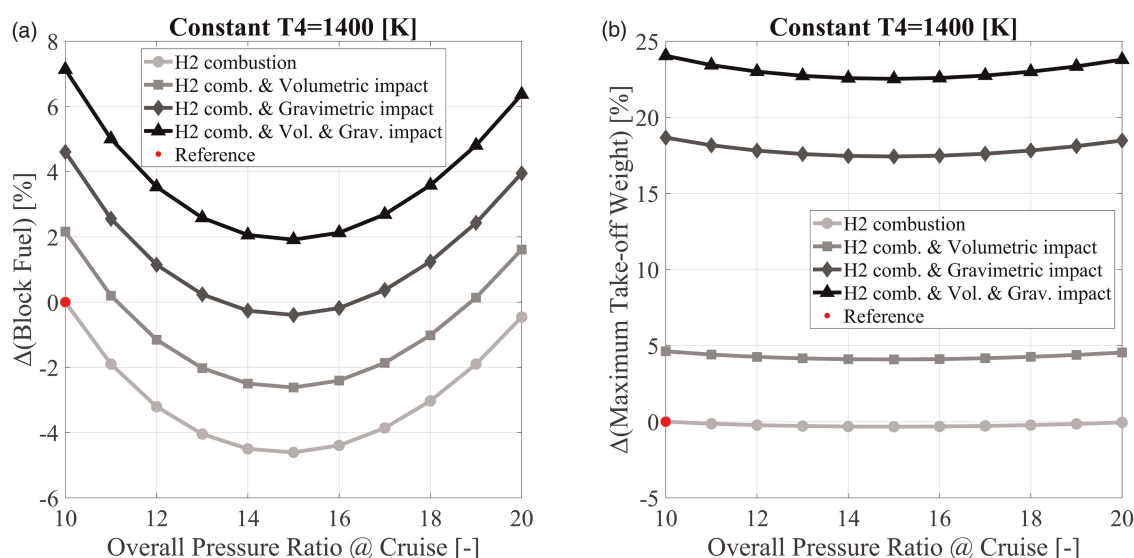 (a)
Constant T4=1400 [K]
8
6
4
2
0
-2
-4
-6
Δ(Block Fuel) [%]
H2 combustion
H2 comb. & Volumetric impact
H2 comb. & Gravimetric impact
H2 comb. & Vol. & Grav. impact
Reference
10 12 14 16 18 20
Overall Pressure Ratio @ Cruise [-]
(b)
Constant T4=1400 [K]
25
20
15
10
5
0
-5
Δ(Maximum Take-off Weight) [%]
H2 combustion
H2 comb. & Volumetric impact
H2 comb. & Gravimetric impact
H2 comb. & Vol. & Grav. impact
Reference
10 12 14 16 18 20
Overall Pressure Ratio @ Cruise [-]